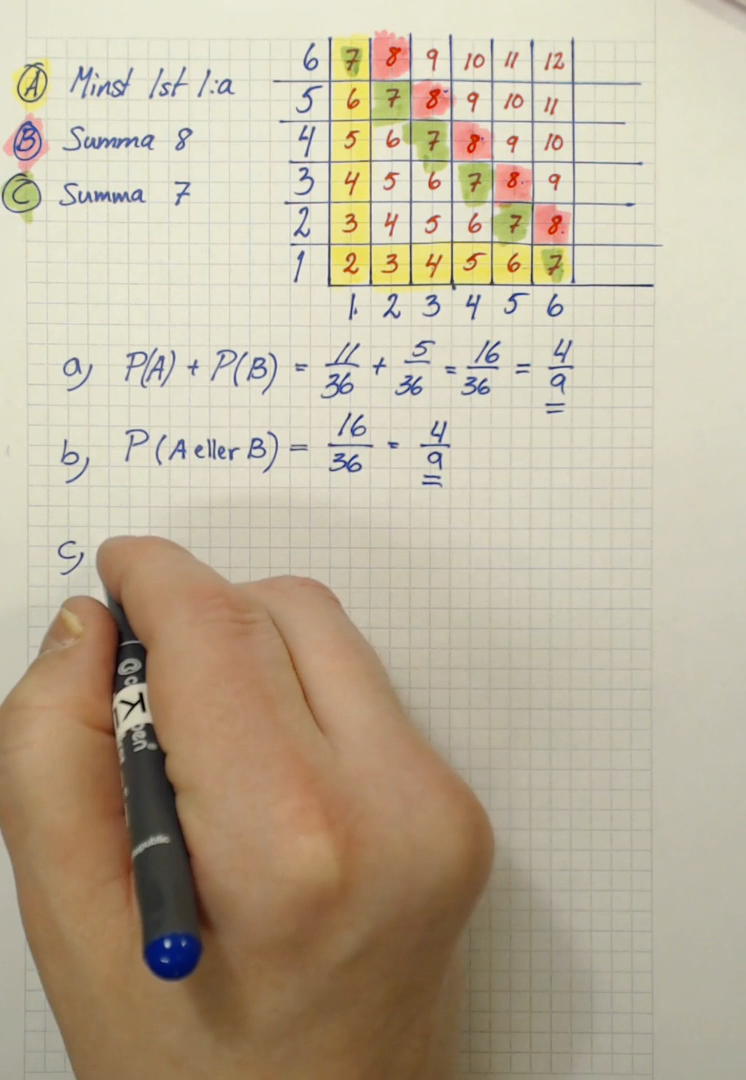 6 7 8 9 10 11 12
(A) Minst 1st 1:a
5 6 7 8 9 10 11
(B) Summa 8
4 5 6 7 8 9 10
(C) Summa 7
3 4 5 6 7 8 9
2 3 4 5 6 7 8
1 2 3 4 5 6 7
1 2 3 4 5 6
a) P(A) + P(B) = 11/36 + 5/36 = 16/36 = 4/9
b) P(A eller B) = 16/36 = 4/9
c)